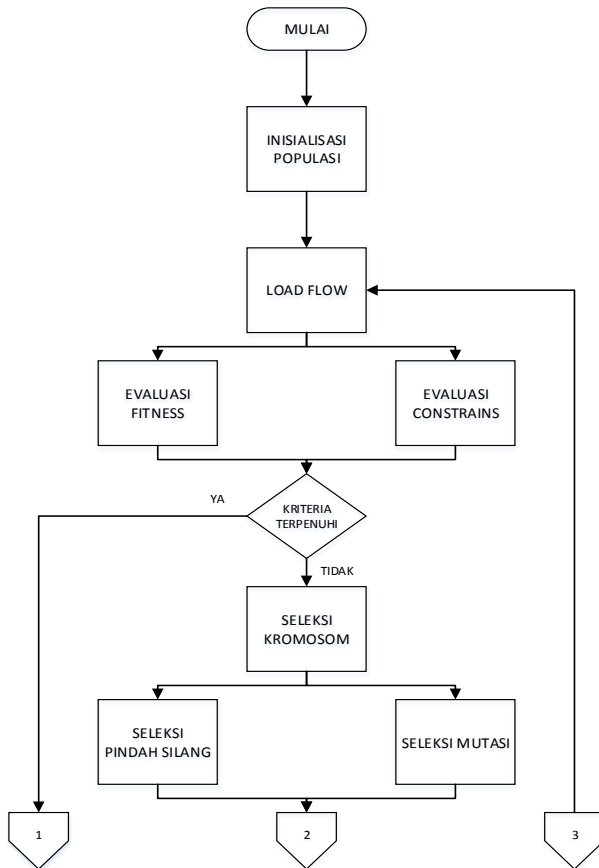 MULAI
INISIALISASI
POPULASI
LOAD FLOW
EVALUASI
FITNESS
EVALUASI
CONSTRAINS
YA
KRITERIA
TERPENUHI
TIDAK
SELEKSI
KROMOSOM
SELEKSI
PINDAH SILANG
SELEKSI MUTASI
1
2
3